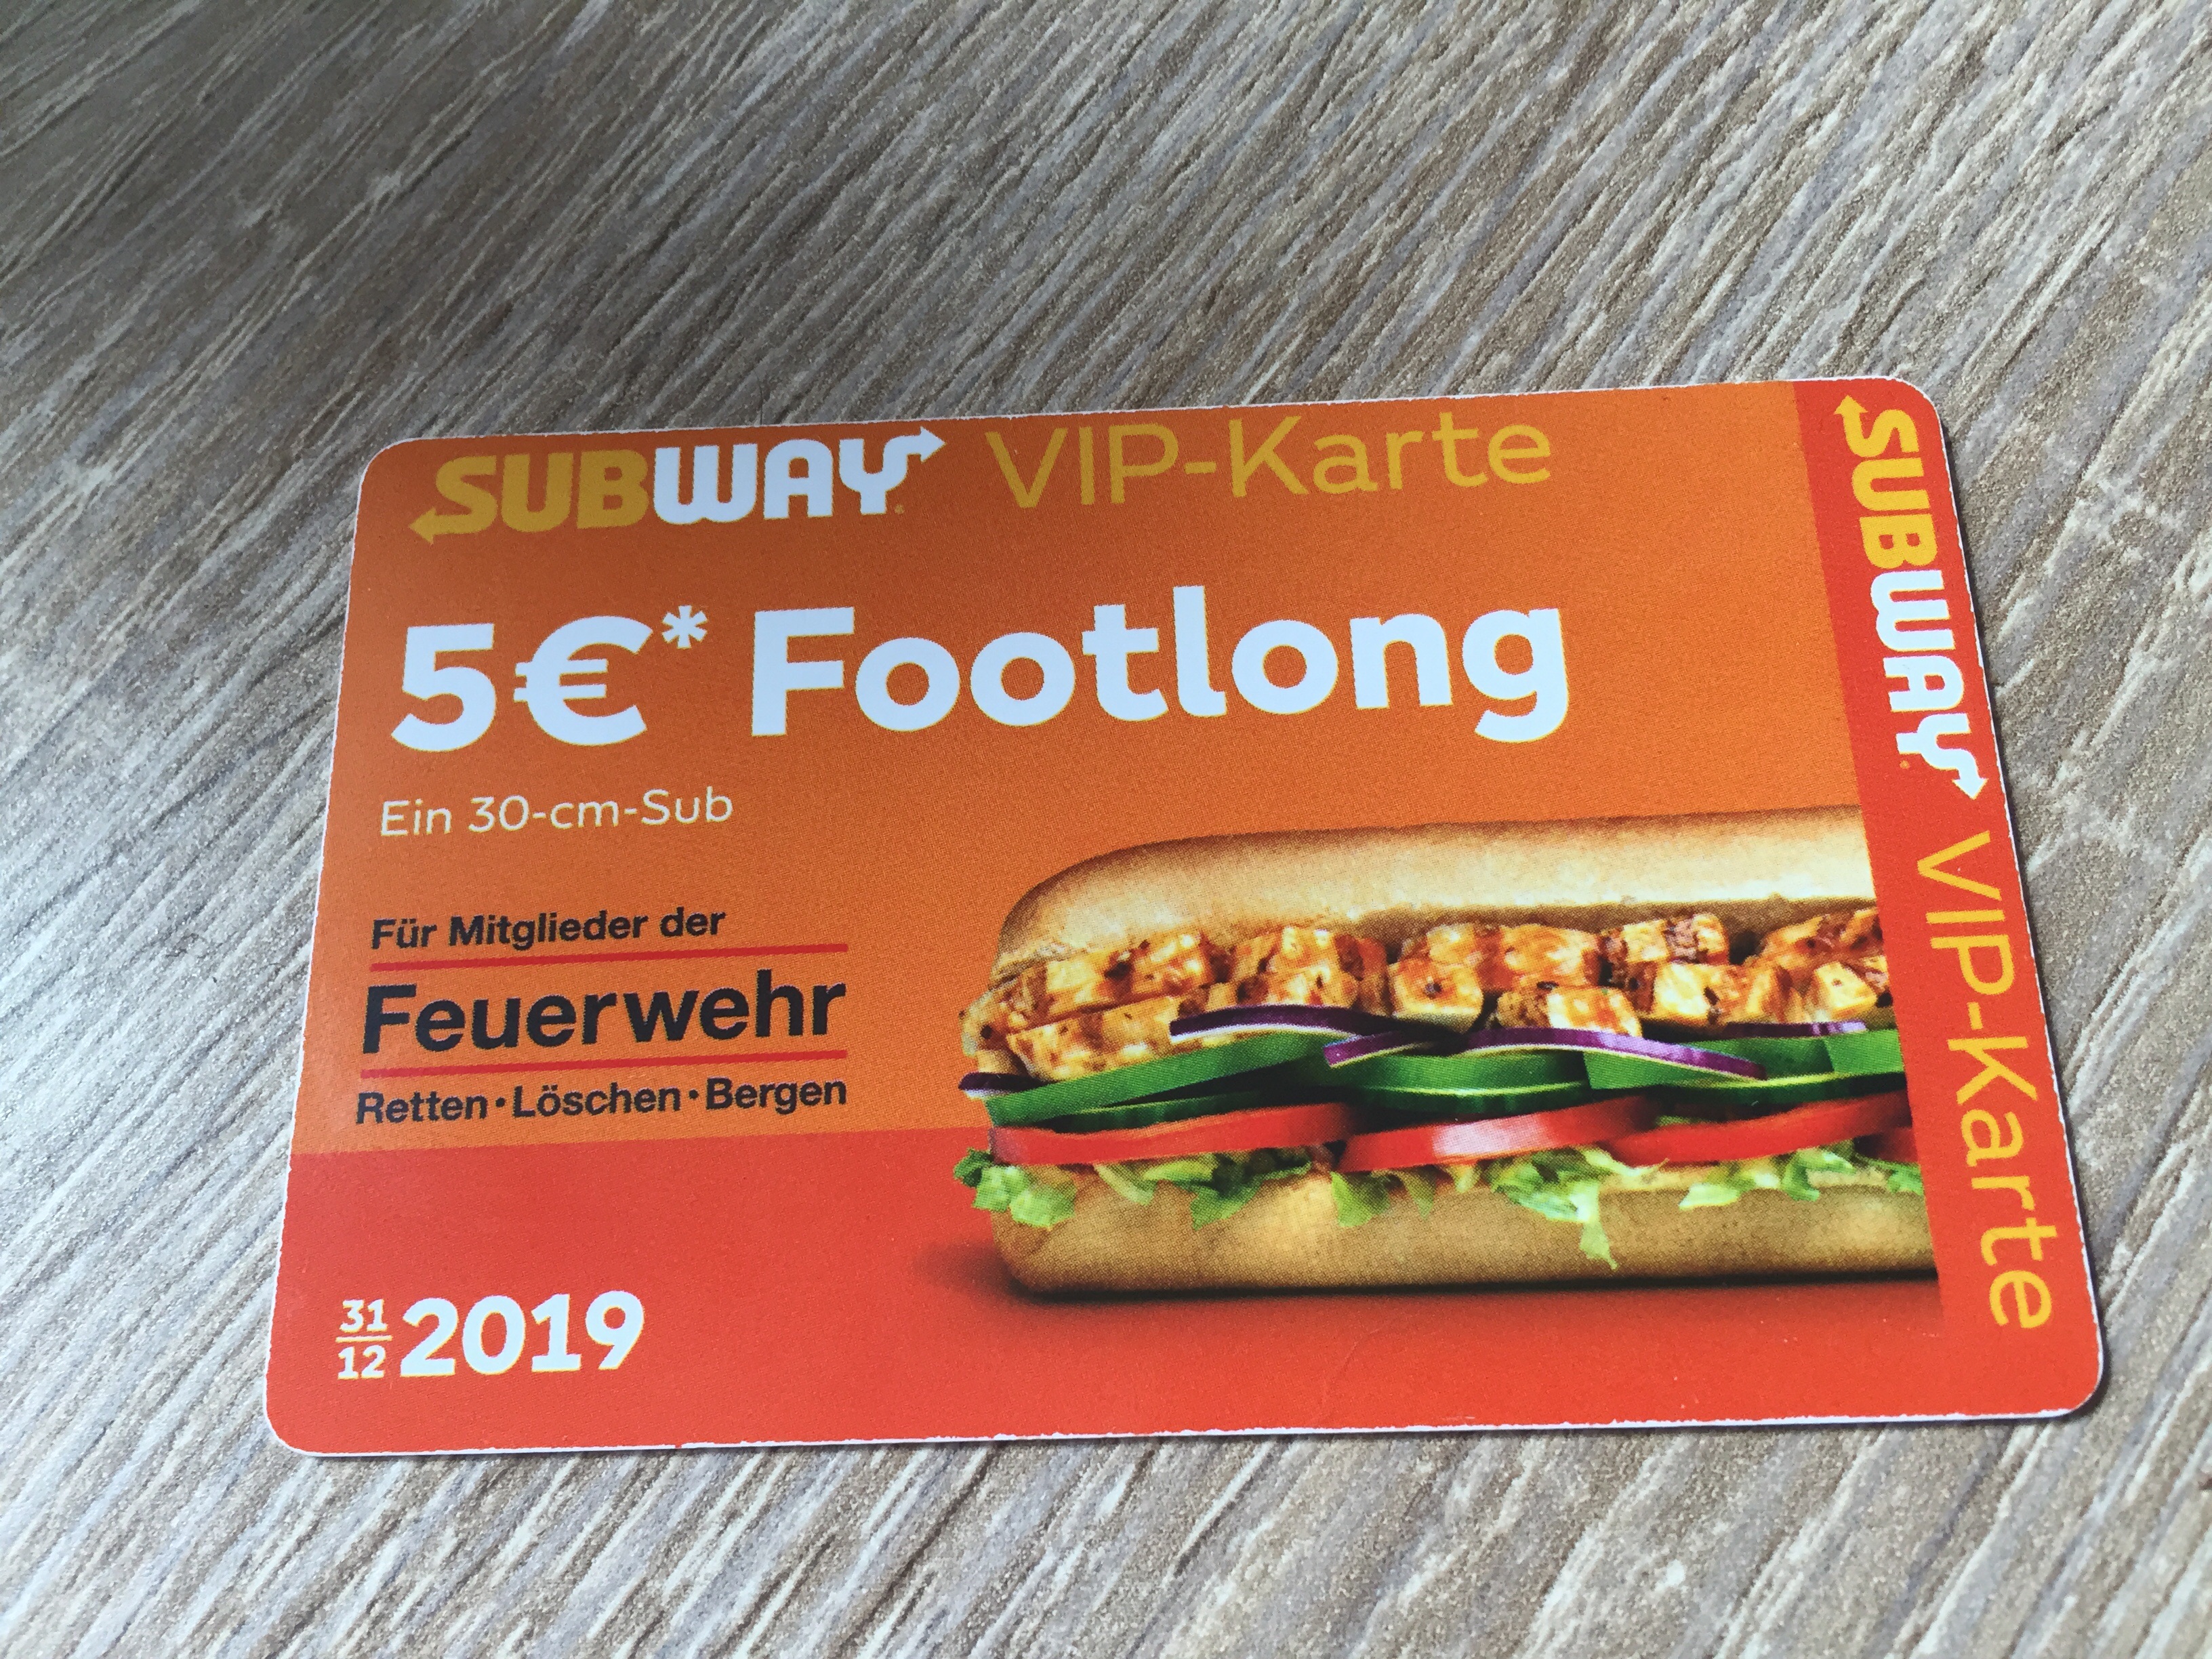 SUBWAY VIP-Karte
5€* Footlong
Ein 30-cm-Sub
Für Mitglieder der
Feuerwehr
Retten・Löschen・Bergen
31
12 2019
SUBWAY VIP-Karte